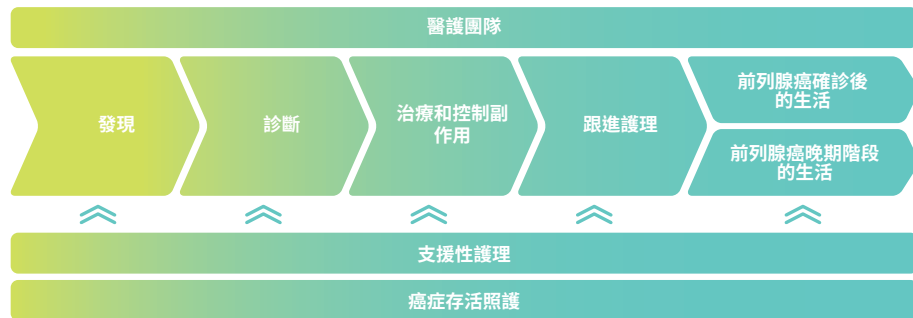 醫護團隊
發現
診斷
治療和控制副
作用
跟進護理
前列腺癌確診後
的生活
前列腺癌晚期階段
的生活
支援性護理
癌症存活照護